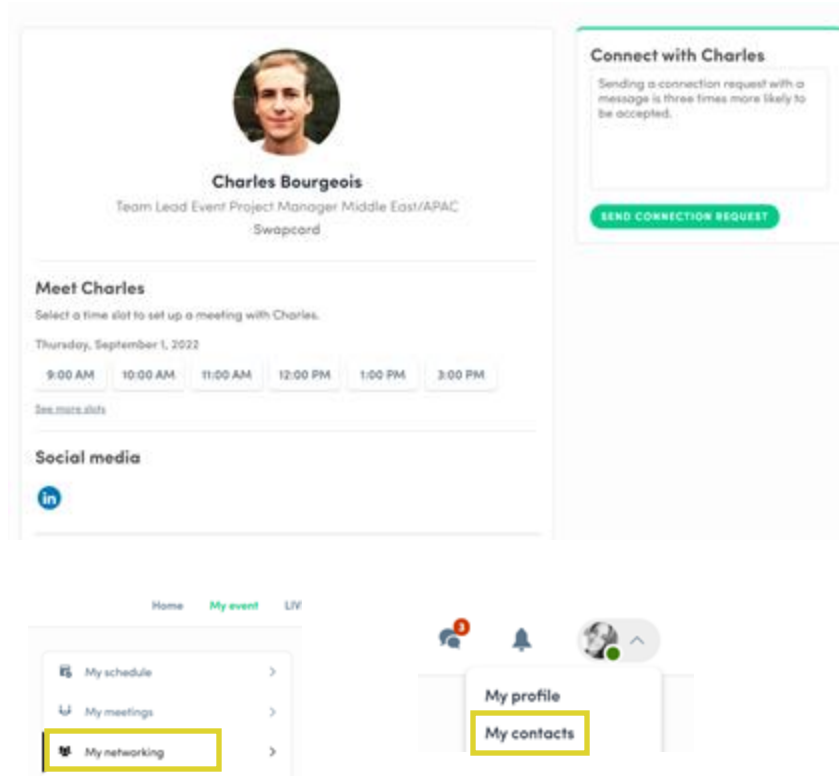 Charles Bourgeois
Team Lead Event Project Manager Middle East/APAC
Swapcard
Meet Charles
Select a time slot to set up a meeting with Charles.
Thursday, September 1, 2022
9:00 AM 10:00 AM 11:00 AM 12:00 PM 1:00 PM 3:00 PM
See more slots
Social media
in
Connect with Charles
Sending a connection request with a
message is three times more likely to
be accepted.
SEND CONNECTION REQUEST
Home My event LIV
My schedule
My meetings
My networking
3
My profile
My contacts